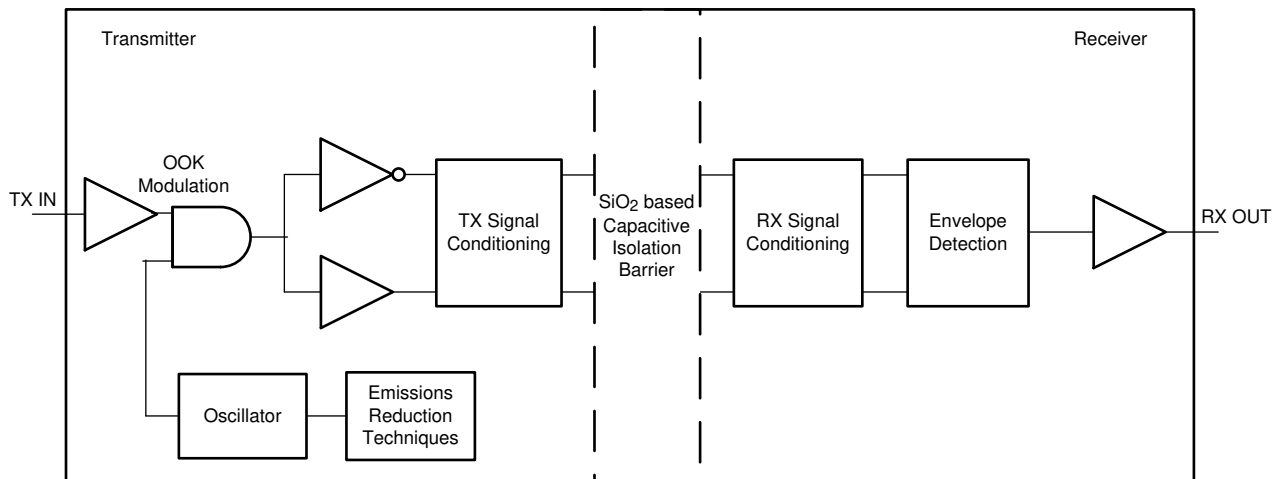 Transmitter
Receiver
OOK
Modulation
TX IN
TX Signal
Conditioning
SiO2 based
Capacitive
Isolation
Barrier
RX Signal
Conditioning
Envelope
Detection
RX OUT
Oscillator
Emissions
Reduction
Techniques